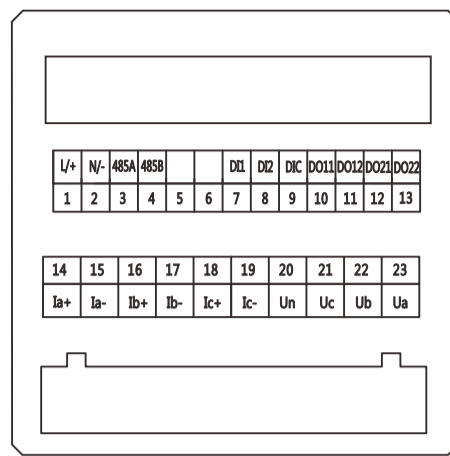 L/+ N/- 485A 485B DI1 DI2 DIC DO11 DO12 DO21 DO22
1 2 3 4 5 6 7 8 9 10 11 12 13
14 15 16 17 18 19 20 21 22 23
Ia+ Ia- Ib+ Ib- Ic+ Ic- Un Uc Ub Ua